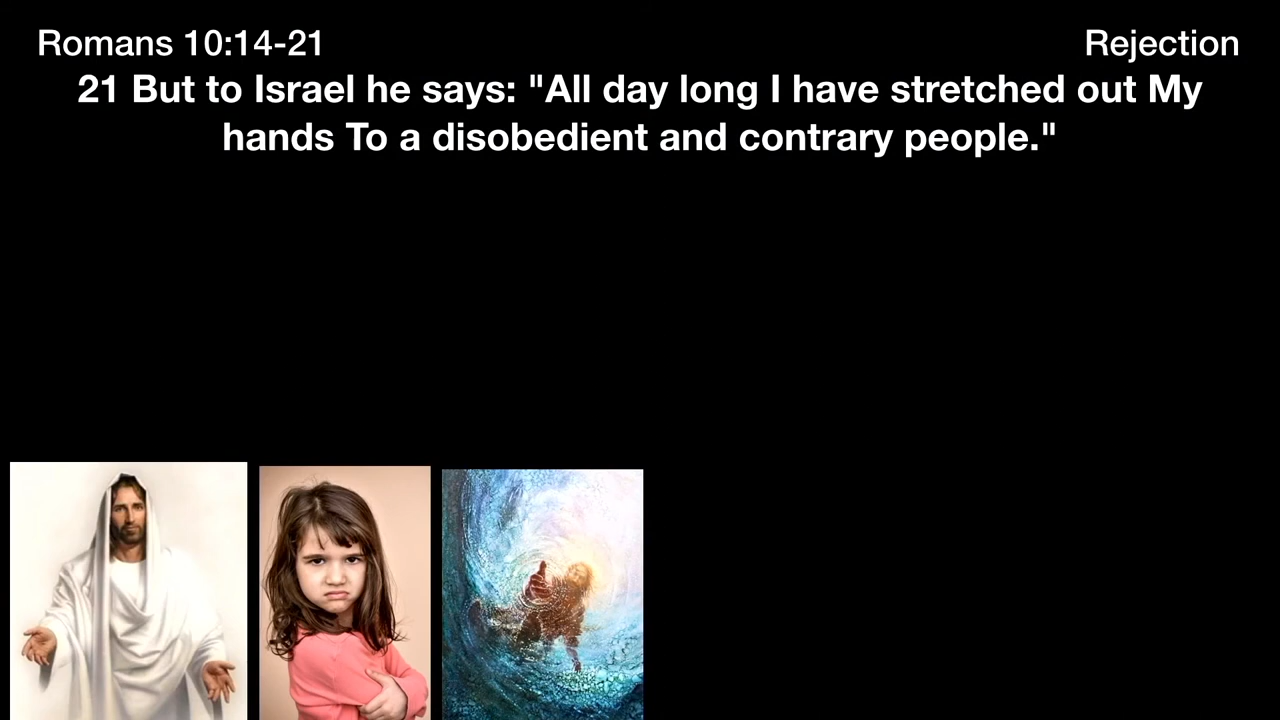 Romans 10:14-21
Rejection
21 But to Israel he says: "All day long I have stretched out My
hands To a disobedient and contrary people."